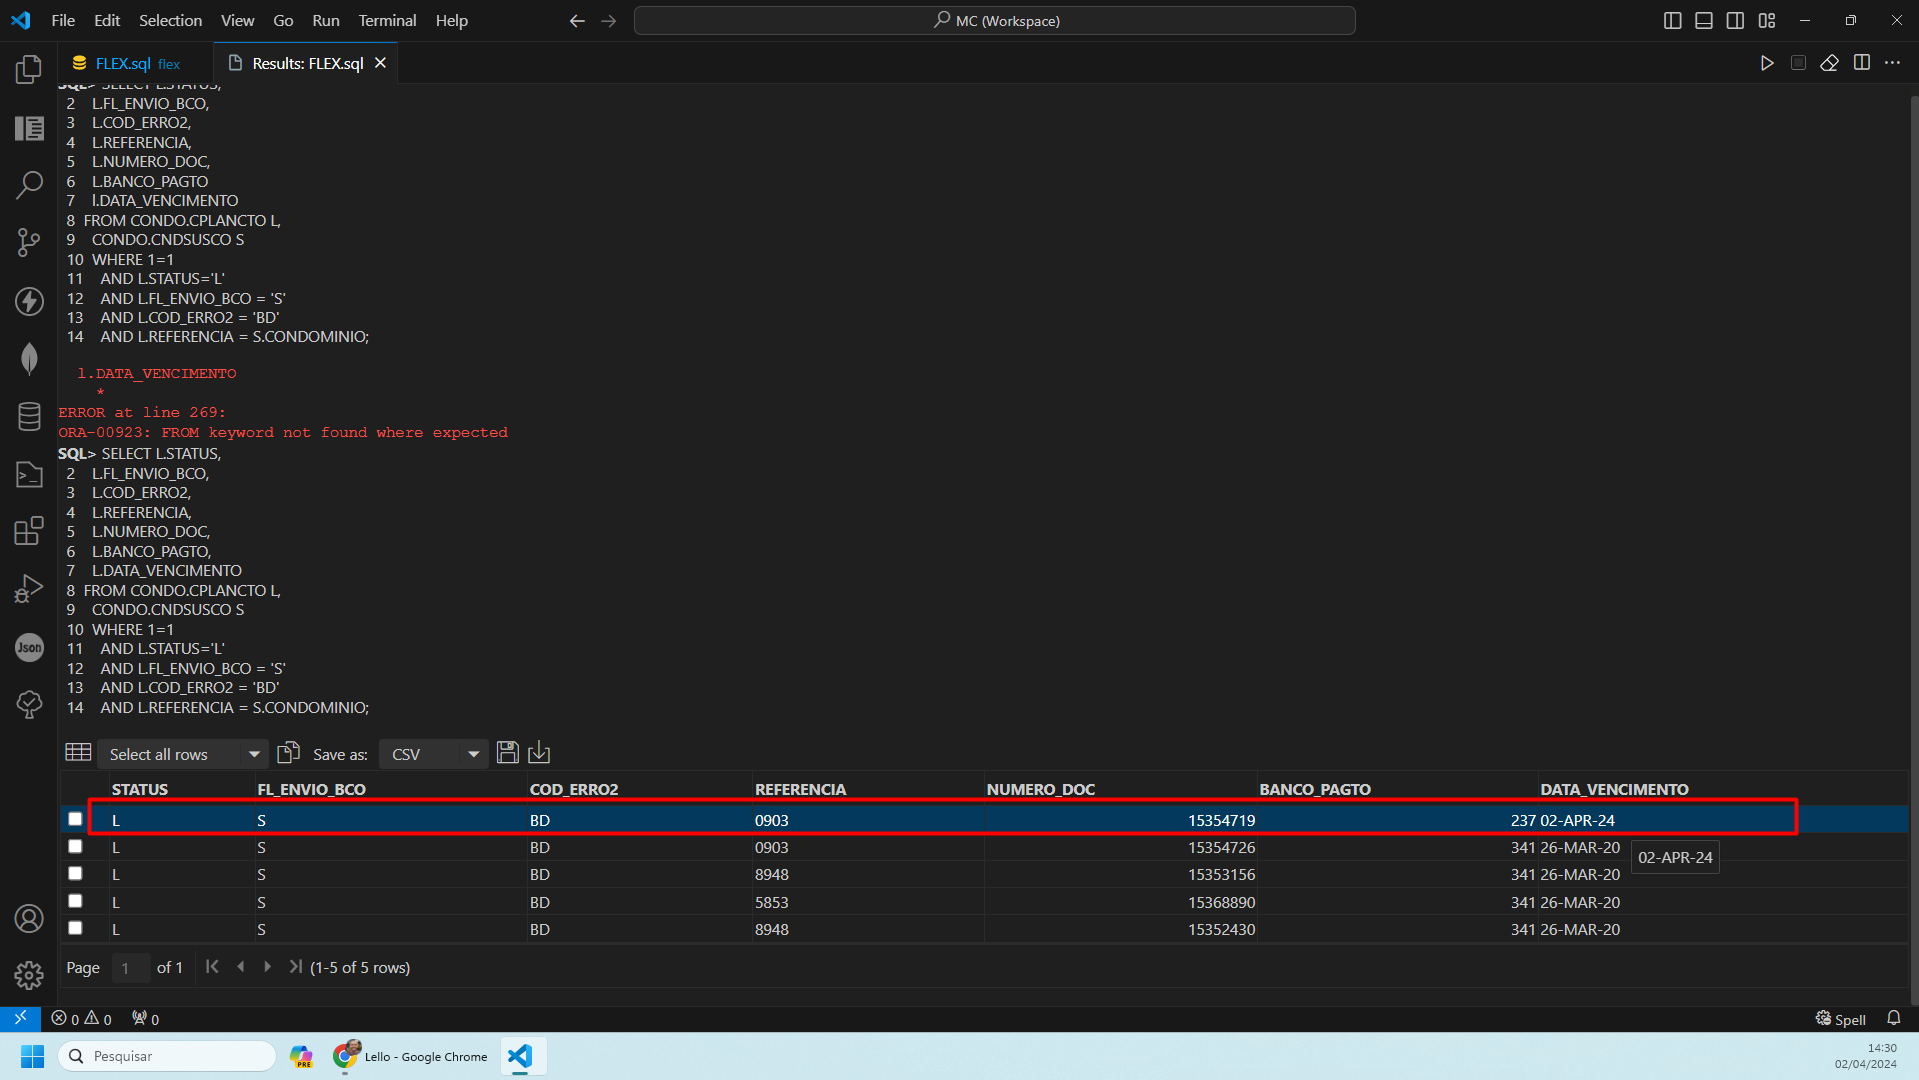 File Edit Selection View Go Run Terminal Help
MC (Workspace)
FLEX.sql flex
Results: FLEX.sql
SQL> SELECT L.STATUS,
2 L.FL_ENVIO_BCO,
3 L.COD_ERRO2,
4 L.REFERENCIA,
5 L.NUMERO_DOC,
6 L.BANCO_PAGTO
7 l.DATA_VENCIMENTO
8 FROM CONDO.CPLANCTO L,
9 CONDO.CNDSUSCO S
10 WHERE 1=1
11 AND L.STATUS='L'
12 AND L.FL_ENVIO_BCO = 'S'
13 AND L.COD_ERRO2 = 'BD'
14 AND L.REFERENCIA = S.CONDOMINIO;
l.DATA_VENCIMENTO
*
ERROR at line 269:
ORA-00923: FROM keyword not found where expected
SQL> SELECT L.STATUS,
2 L.FL_ENVIO_BCO,
3 L.COD_ERRO2,
4 L.REFERENCIA,
5 L.NUMERO_DOC,
6 L.BANCO_PAGTO,
7 L.DATA_VENCIMENTO
8 FROM CONDO.CPLANCTO L,
9 CONDO.CNDSUSCO S
10 WHERE 1=1
11 AND L.STATUS='L'
12 AND L.FL_ENVIO_BCO = 'S'
13 AND L.COD_ERRO2 = 'BD'
14 AND L.REFERENCIA = S.CONDOMINIO;
Select all rows Save as: CSV
STATUS FL_ENVIO_BCO COD_ERRO2 REFERENCIA NUMERO_DOC BANCO_PAGTO DATA_VENCIMENTO
L S BD 0903 15354719 237 02-APR-24
L S BD 0903 15354726 341 26-MAR-20
02-APR-24
L S BD 8948 15353156 341 26-MAR-20
L S BD 5853 15368890 341 26-MAR-20
L S BD 8948 15352430 341 26-MAR-20
Page 1 of 1 (1-5 of 5 rows)
0 0 0
Spell
Json
Pesquisar
PRE
Lello - Google Chrome
14:30
02/04/2024